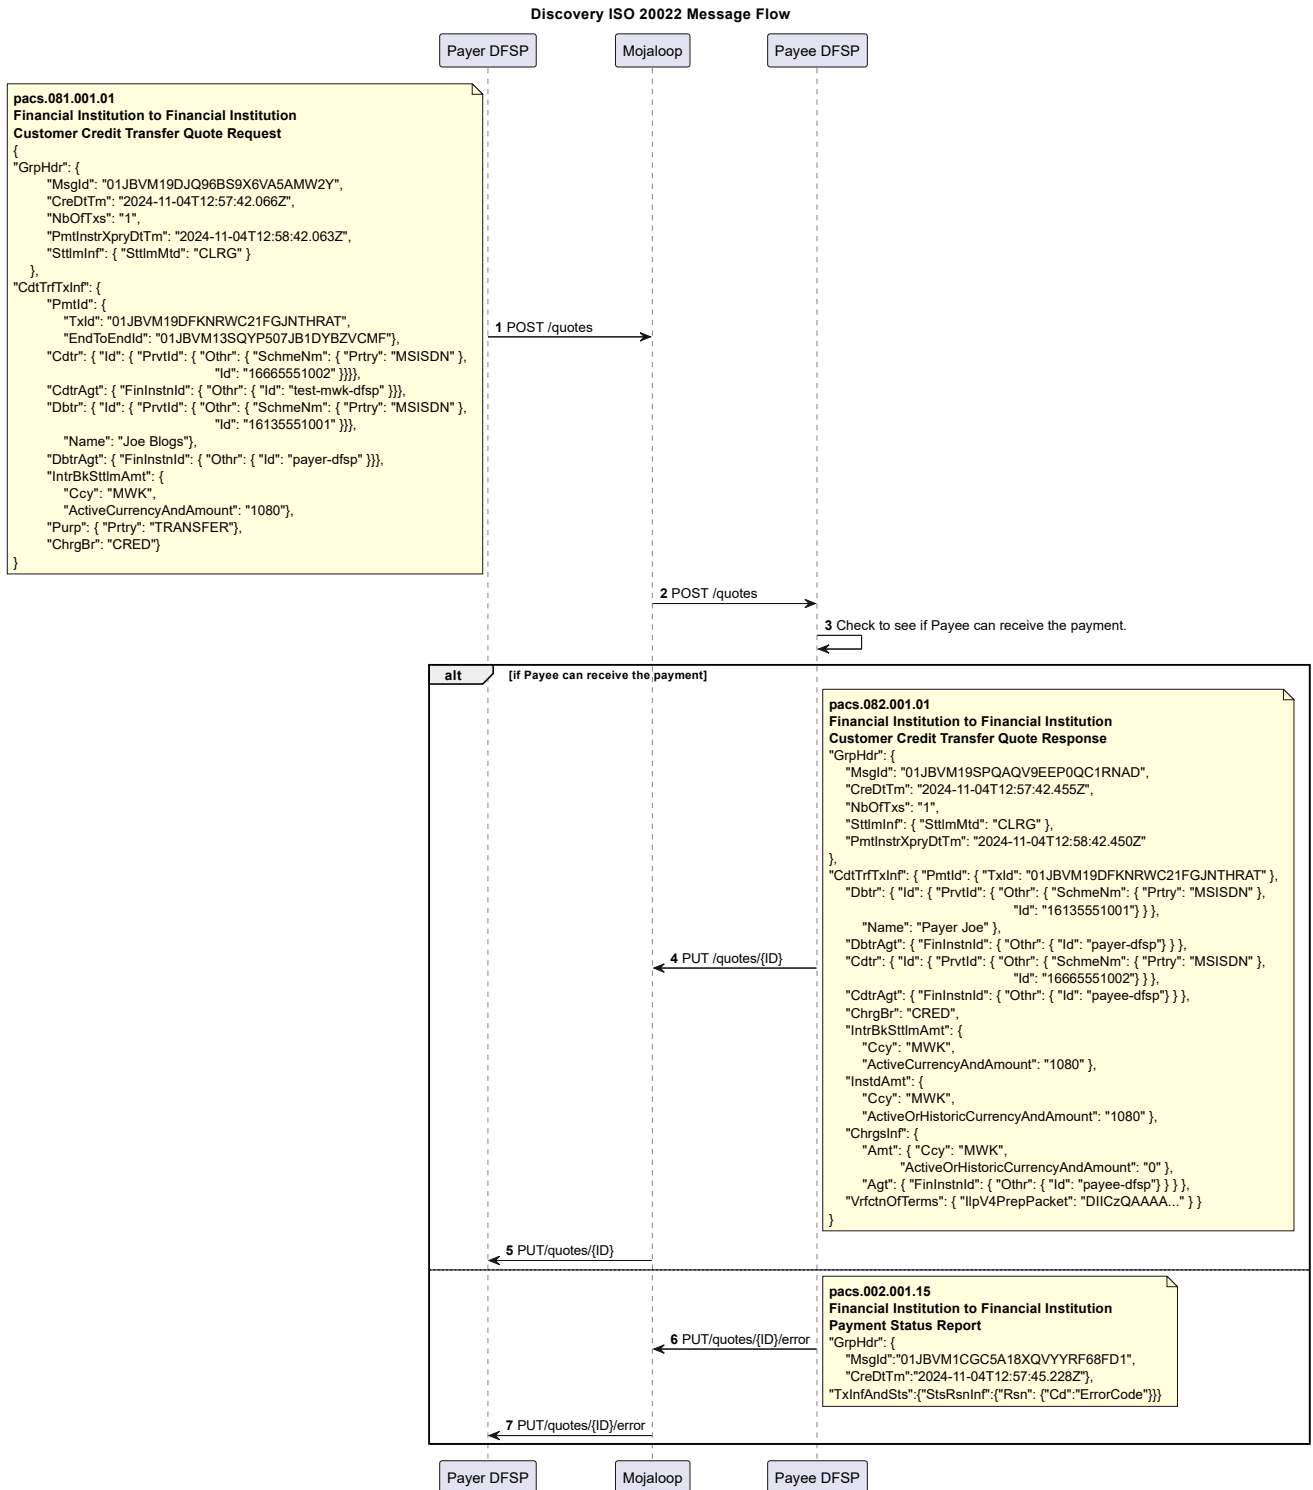 Discovery ISO 20022 Message Flow
Payer DFSP
Mojaloop
Payee DFSP
pacs.081.001.01
Financial Institution to Financial Institution
Customer Credit Transfer Quote Request
{
"GrpHdr": {
"MsgId": "01JBVM19DJQ96BS9X6VA5AMW2Y",
"CreDtTm": "2024-11-04T12:57:42.066Z",
"NbOfTxs": "1",
"PmtInstrXpryDtTm": "2024-11-04T12:58:42.063Z",
"SttlmInf": { "SttlmMtd": "CLRG" }
},
"CdtTrfTxInf": {
"PmtId": {
"TxId": "01JBVM19DFKNRWC21FGJNTHRAT",
"EndToEndId": "01JBVM13SQYP507JB1DYBZVCMF"},
"Cdtr": { "Id": { "PrvtId": { "Othr": { "SchmeNm": { "Prtry": "MSISDN" },
"Id": "16665551002" }}}},
"CdtrAgt": { "FinInstnId": { "Othr": { "Id": "test-mwk-dfsp" }}},
"Dbtr": { "Id": { "PrvtId": { "Othr": { "SchmeNm": { "Prtry": "MSISDN" },
"Id": "16135551001" }}},
"Name": "Joe Blogs"},
"DbtrAgt": { "FinInstnId": { "Othr": { "Id": "payer-dfsp" }}},
"IntrBkSttlmAmt": {
"Ccy": "MWK",
"ActiveCurrencyAndAmount": "1080"},
"Purp": { "Prtry": "TRANSFER"},
"ChrgBr": "CRED"}
}
1 POST /quotes
2 POST /quotes
3 Check to see if Payee can receive the payment.
alt
[if Payee can receive the payment]
pacs.082.001.01
Financial Institution to Financial Institution
Customer Credit Transfer Quote Response
"GrpHdr": {
"MsgId": "01JBVM19SPQAQV9EEP0QC1RNAD",
"CreDtTm": "2024-11-04T12:57:42.455Z",
"NbOfTxs": "1",
"SttlmInf": { "SttlmMtd": "CLRG" },
"PmtInstrXpryDtTm": "2024-11-04T12:58:42.450Z"
},
"CdtTrfTxInf": { "PmtId": { "TxId": "01JBVM19DFKNRWC21FGJNTHRAT" },
"Dbtr": { "Id": { "PrvtId": { "Othr": { "SchmeNm": { "Prtry": "MSISDN" },
"Id": "16135551001"} } },
"Name": "Payer Joe" },
"DbtrAgt": { "FinInstnId": { "Othr": { "Id": "payer-dfsp"} } },
"Cdtr": { "Id": { "PrvtId": { "Othr": { "SchmeNm": { "Prtry": "MSISDN" },
"Id": "16665551002"} } },
"CdtrAgt": { "FinInstnId": { "Othr": { "Id": "payee-dfsp"} } },
"ChrgBr": "CRED",
"IntrBkSttlmAmt": {
"Ccy": "MWK",
"ActiveCurrencyAndAmount": "1080" },
"InstdAmt": {
"Ccy": "MWK",
"ActiveOrHistoricCurrencyAndAmount": "1080" },
"ChrgsInf": {
"Amt": { "Ccy": "MWK",
"ActiveOrHistoricCurrencyAndAmount": "0" },
"Agt": { "FinInstnId": { "Othr": { "Id": "payee-dfsp"} } } },
"VrfctnOfTerms": { "IlpV4PrepPacket": "DIICzQAAAA..." } }
}
4 PUT /quotes/{ID}
5 PUT/quotes/{ID}
pacs.002.001.15
Financial Institution to Financial Institution
Payment Status Report
"GrpHdr": {
"MsgId":"01JBVM1CGC5A18XQVYYRF68FD1",
"CreDtTm":"2024-11-04T12:57:45.228Z"},
"TxInfAndSts":{"StsRsnInf":{"Rsn": {"Cd":"ErrorCode"}}}
6 PUT/quotes/{ID}/error
7 PUT/quotes/{ID}/error
Payer DFSP
Mojaloop
Payee DFSP